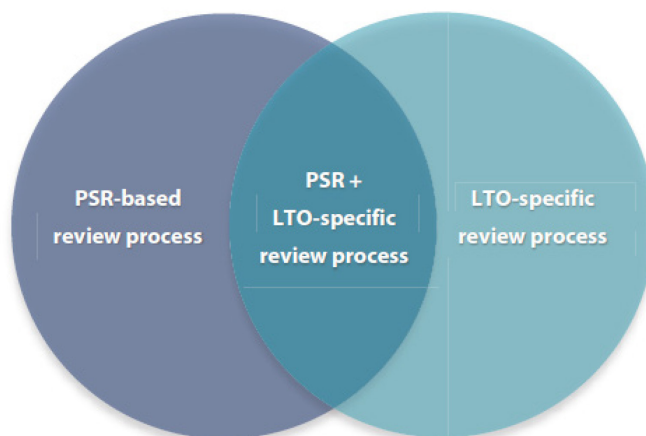 PSR-based
review process
PSR +
LTO-specific
review process
LTO-specific
review process